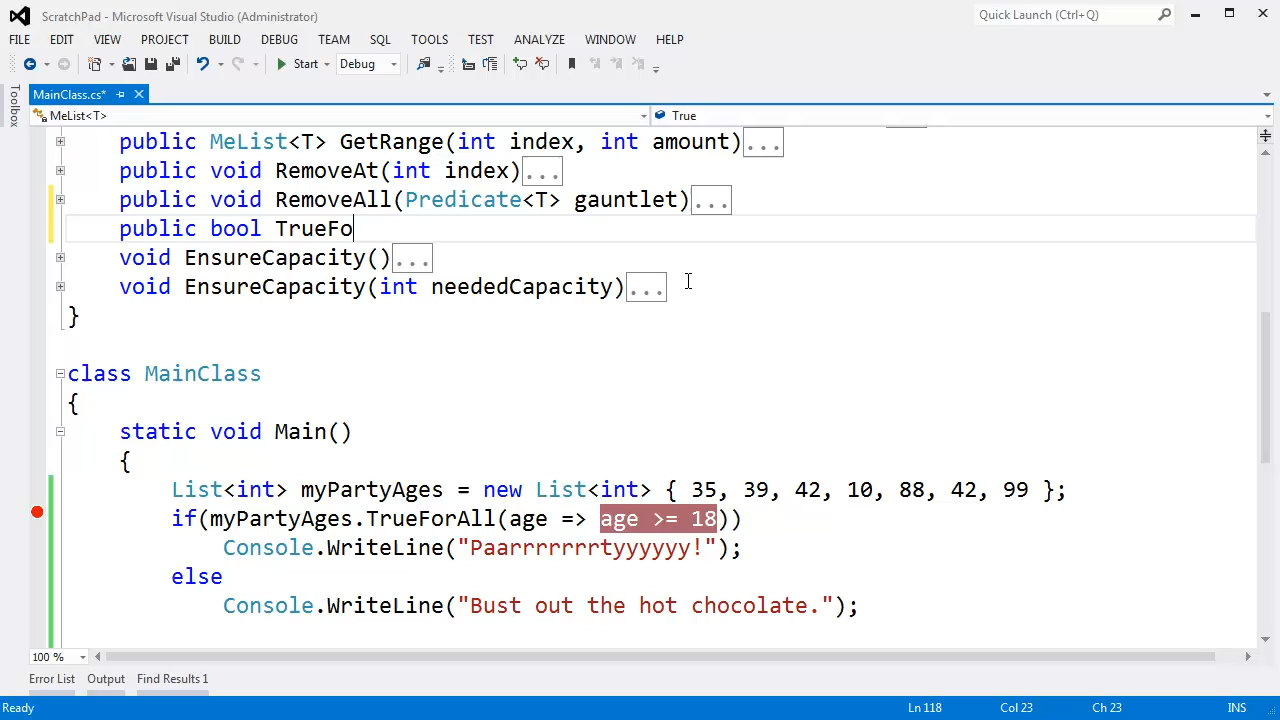 ScratchPad - Microsoft Visual Studio (Administrator)
Quick Launch (Ctrl+Q)
FILE EDIT VIEW PROJECT BUILD DEBUG TEAM SQL TOOLS TEST ANALYZE WINDOW HELP
Start Debug
Toolbox
MainClass.cs*
MeList<T> True
public MeList<T> GetRange(int index, int amount)...
public void RemoveAt(int index)...
public void RemoveAll(Predicate<T> gauntlet)...
public bool TrueFo
void EnsureCapacity()...
void EnsureCapacity(int neededCapacity)...
}
class MainClass
{
static void Main()
{
List<int> myPartyAges = new List<int> { 35, 39, 42, 10, 88, 42, 99 };
if(myPartyAges.TrueForAll(age => age >= 18))
Console.WriteLine("Paarrrrrrrtyyyyyy!");
else
Console.WriteLine("Bust out the hot chocolate.");
100 %
Error List Output Find Results 1
Ready Ln 118 Col 23 Ch 23 INS